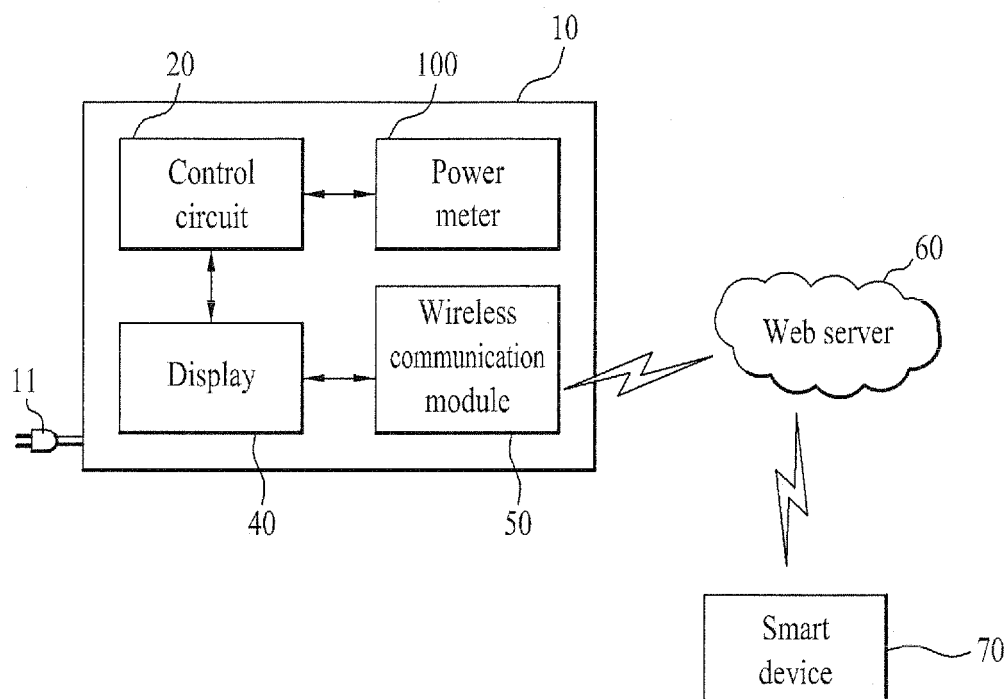 10
20
100
Control
circuit
Power
meter
60
Wireless
communication
module
Web server
Display
11
40
50
Smart
device
70